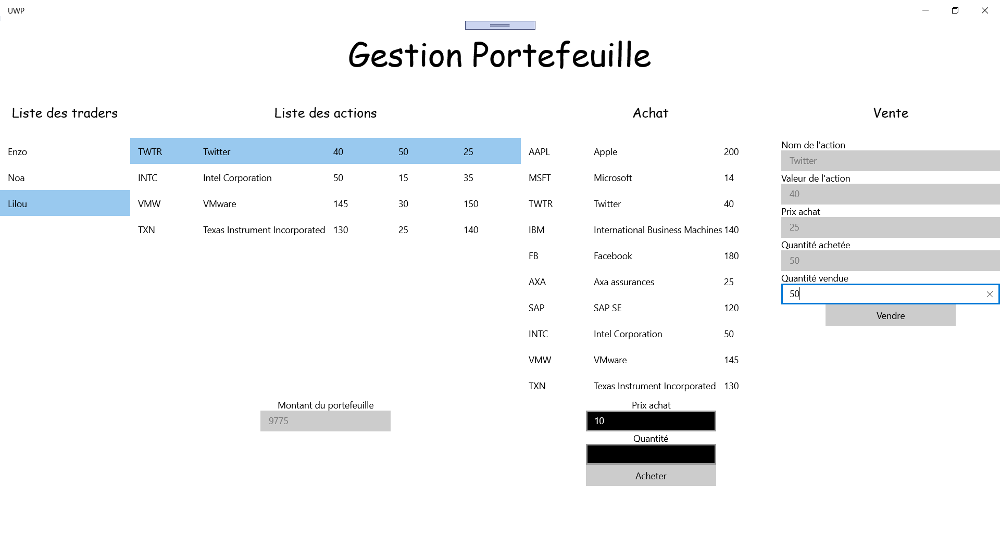 UWP
Gestion Portefeuille
Liste des traders
Enzo
Noa
Lilou
Liste des actions
TWTR Twitter 40 50 25
INTC Intel Corporation 50 15 35
VMW VMware 145 30 150
TXN Texas Instrument Incorporated 130 25 140
Montant du portefeuille
9775
Achat
AAPL Apple 200
MSFT Microsoft 14
TWTR Twitter 40
IBM International Business Machines 140
FB Facebook 180
AXA Axa assurances 25
SAP SAP SE 120
INTC Intel Corporation 50
VMW VMware 145
TXN Texas Instrument Incorporated 130
Prix achat
10
Quantité
Acheter
Vente
Nom de l'action
Twitter
Valeur de l'action
40
Prix achat
25
Quantité achetée
50
Quantité vendue
50
Vendre